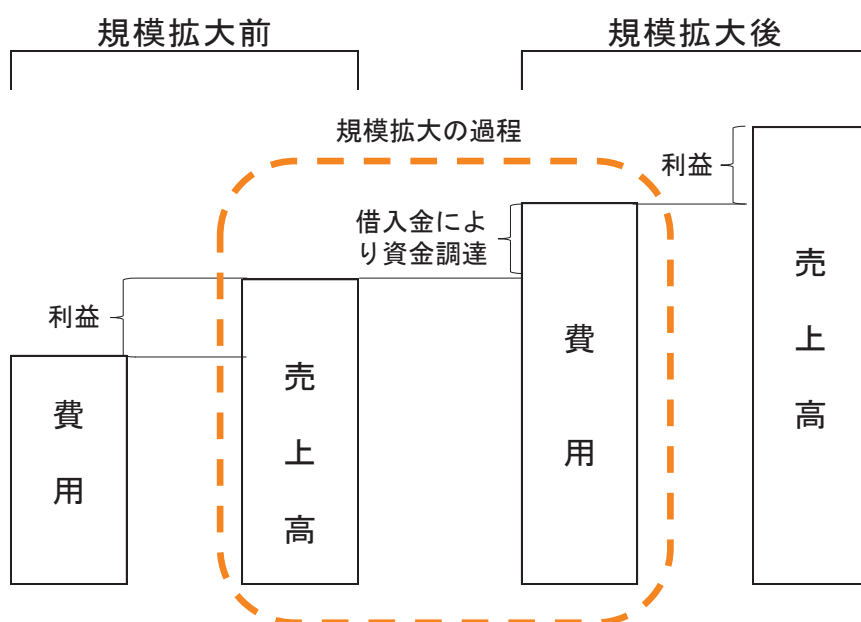 規模拡大前
規模拡大後
規模拡大の過程
利益
借入金によ
り資金調達
利益
費用
売上高
費用
売上高